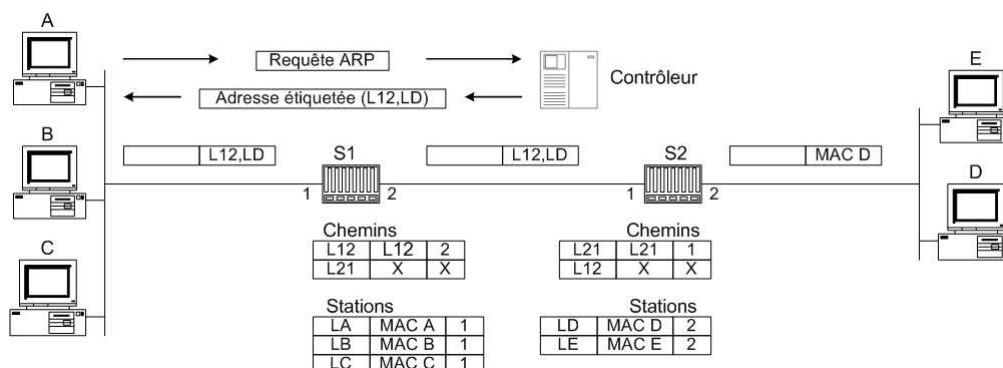 A
Requête ARP
Contrôleur
E
Adresse étiquetée (L12,LD)
B
L12,LD
S1
L12,LD
S2
MAC D
D
1 2
1 2
C
Chemins
L12 L12 2
L21 X X
Chemins
L21 L21 1
L12 X X
Stations
LA MAC A 1
LB MAC B 1
LC MAC C 1
Stations
LD MAC D 2
LE MAC E 2